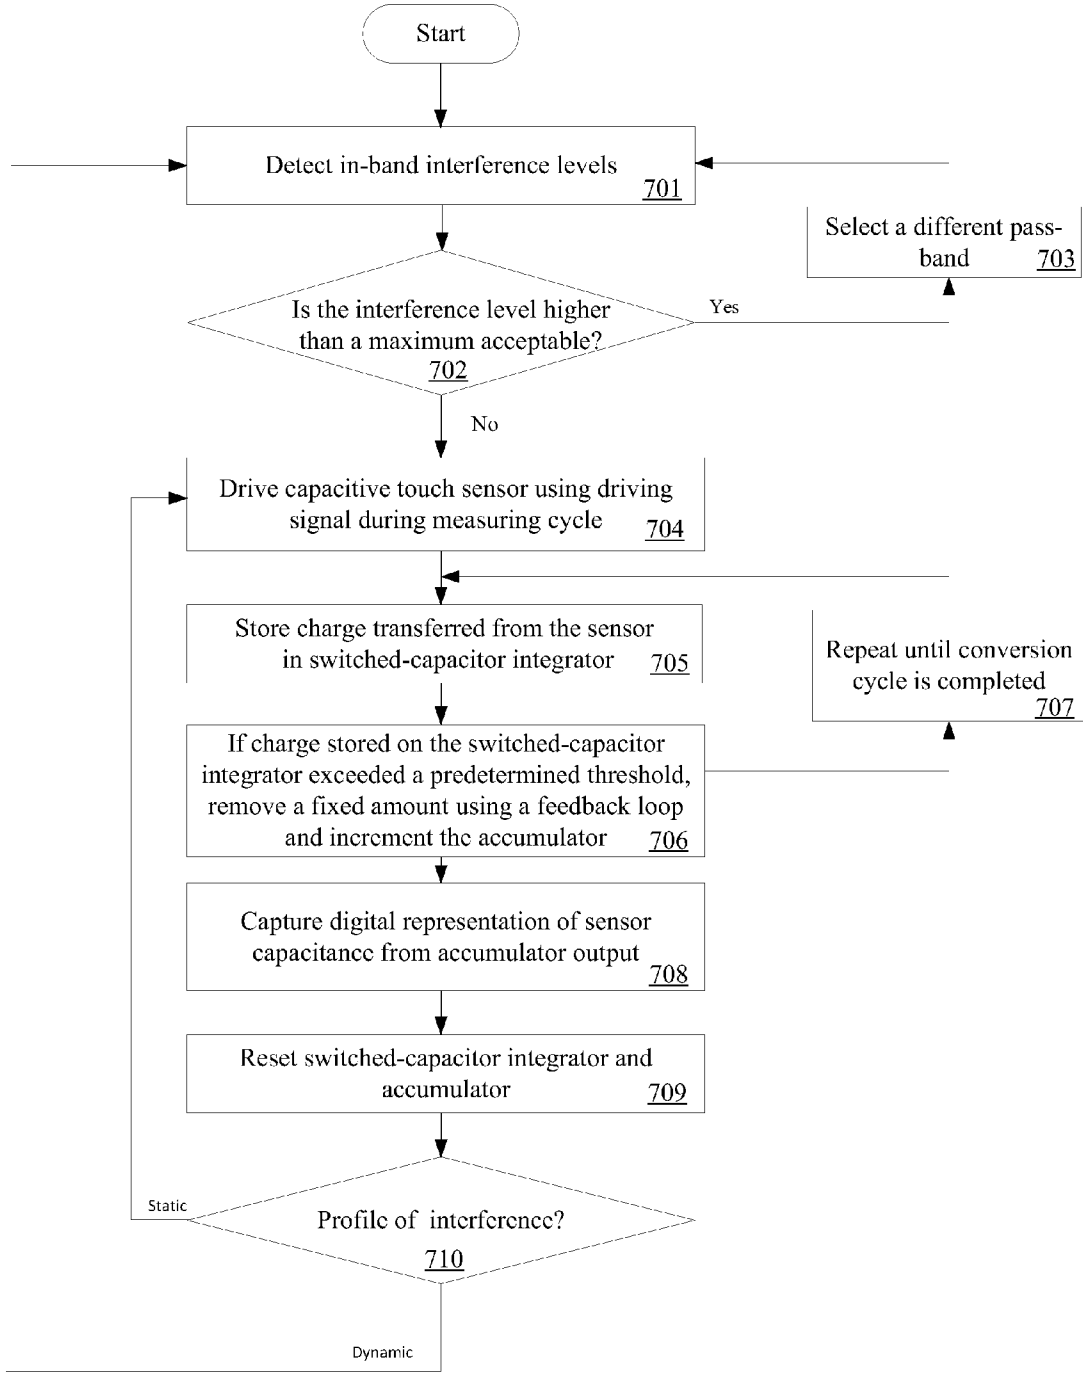 Start
Detect in-band interference levels
701
Select a different pass-
band
703
Is the interference level higher
than a maximum acceptable?
702
Yes
No
Drive capacitive touch sensor using driving
signal during measuring cycle
704
Store charge transferred from the sensor
in switched-capacitor integrator
705
Repeat until conversion
cycle is completed
707
If charge stored on the switched-capacitor
integrator exceeded a predetermined threshold,
remove a fixed amount using a feedback loop
and increment the accumulator
706
Capture digital representation of sensor
capacitance from accumulator output
708
Reset switched-capacitor integrator and
accumulator
709
Static
Profile of interference?
710
Dynamic